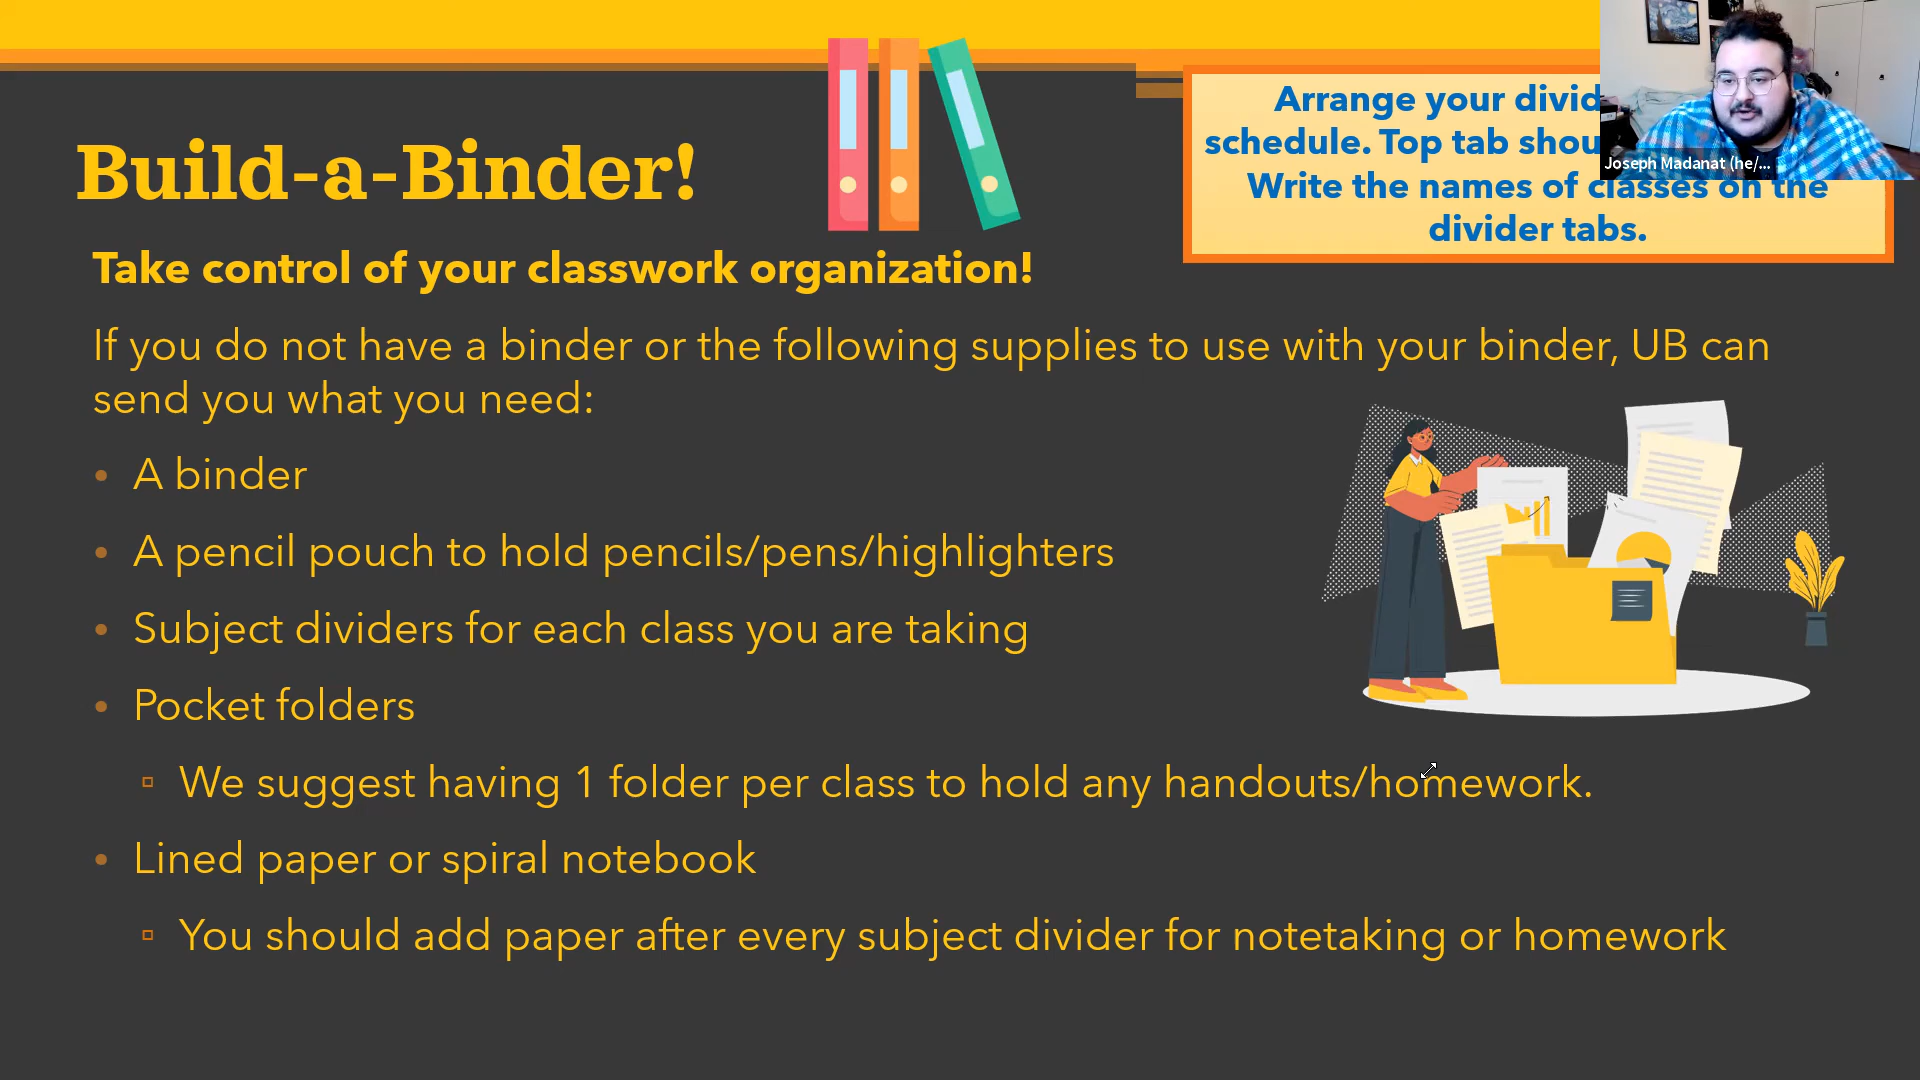 Build-a-Binder!
Arrange your
schedule. Top tab
Write the names of classes on the
divider tabs.
Joseph Madanat (he/...
Take control of your classwork organization!
If you do not have a binder or the following supplies to use with your binder, UB can
send you what you need:
• A binder
• A pencil pouch to hold pencils/pens/highlighters
• Subject dividers for each class you are taking
• Pocket folders
▫ We suggest having 1 folder per class to hold any handouts/homework.
• Lined paper or spiral notebook
▫ You should add paper after every subject divider for notetaking or homework